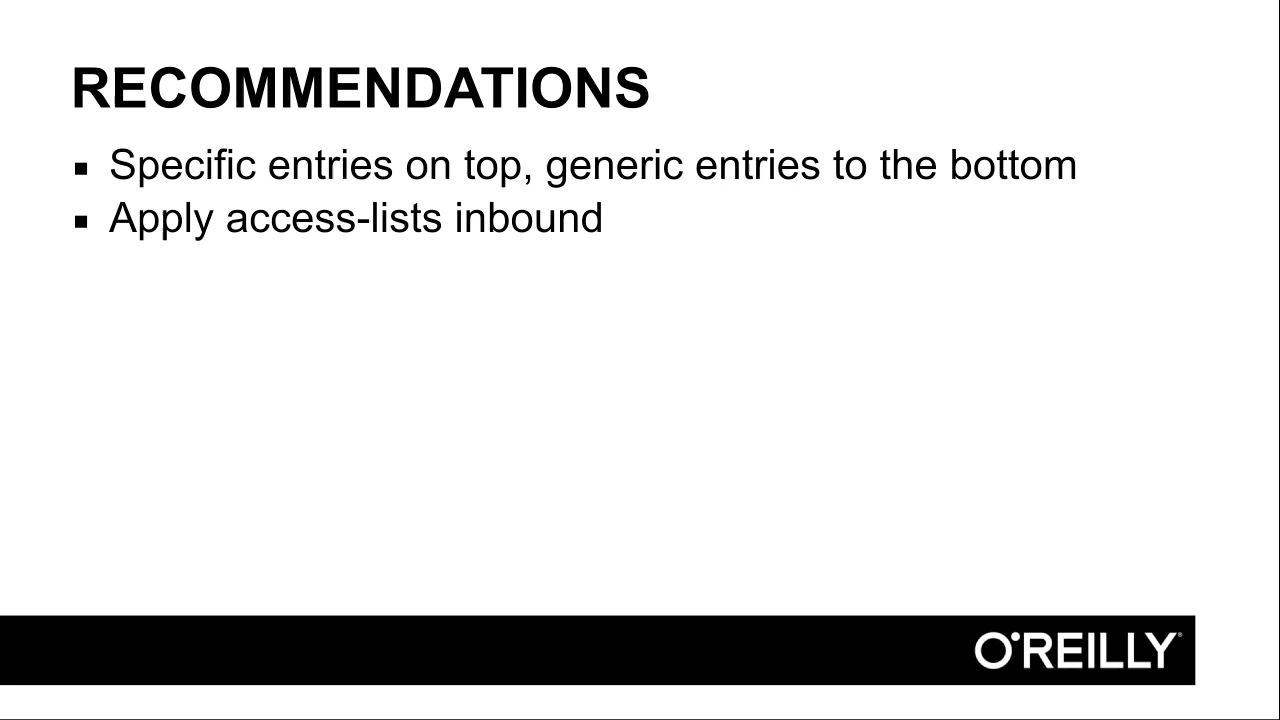 RECOMMENDATIONS
▪ Specific entries on top, generic entries to the bottom
▪ Apply access-lists inbound
O'REILLY®